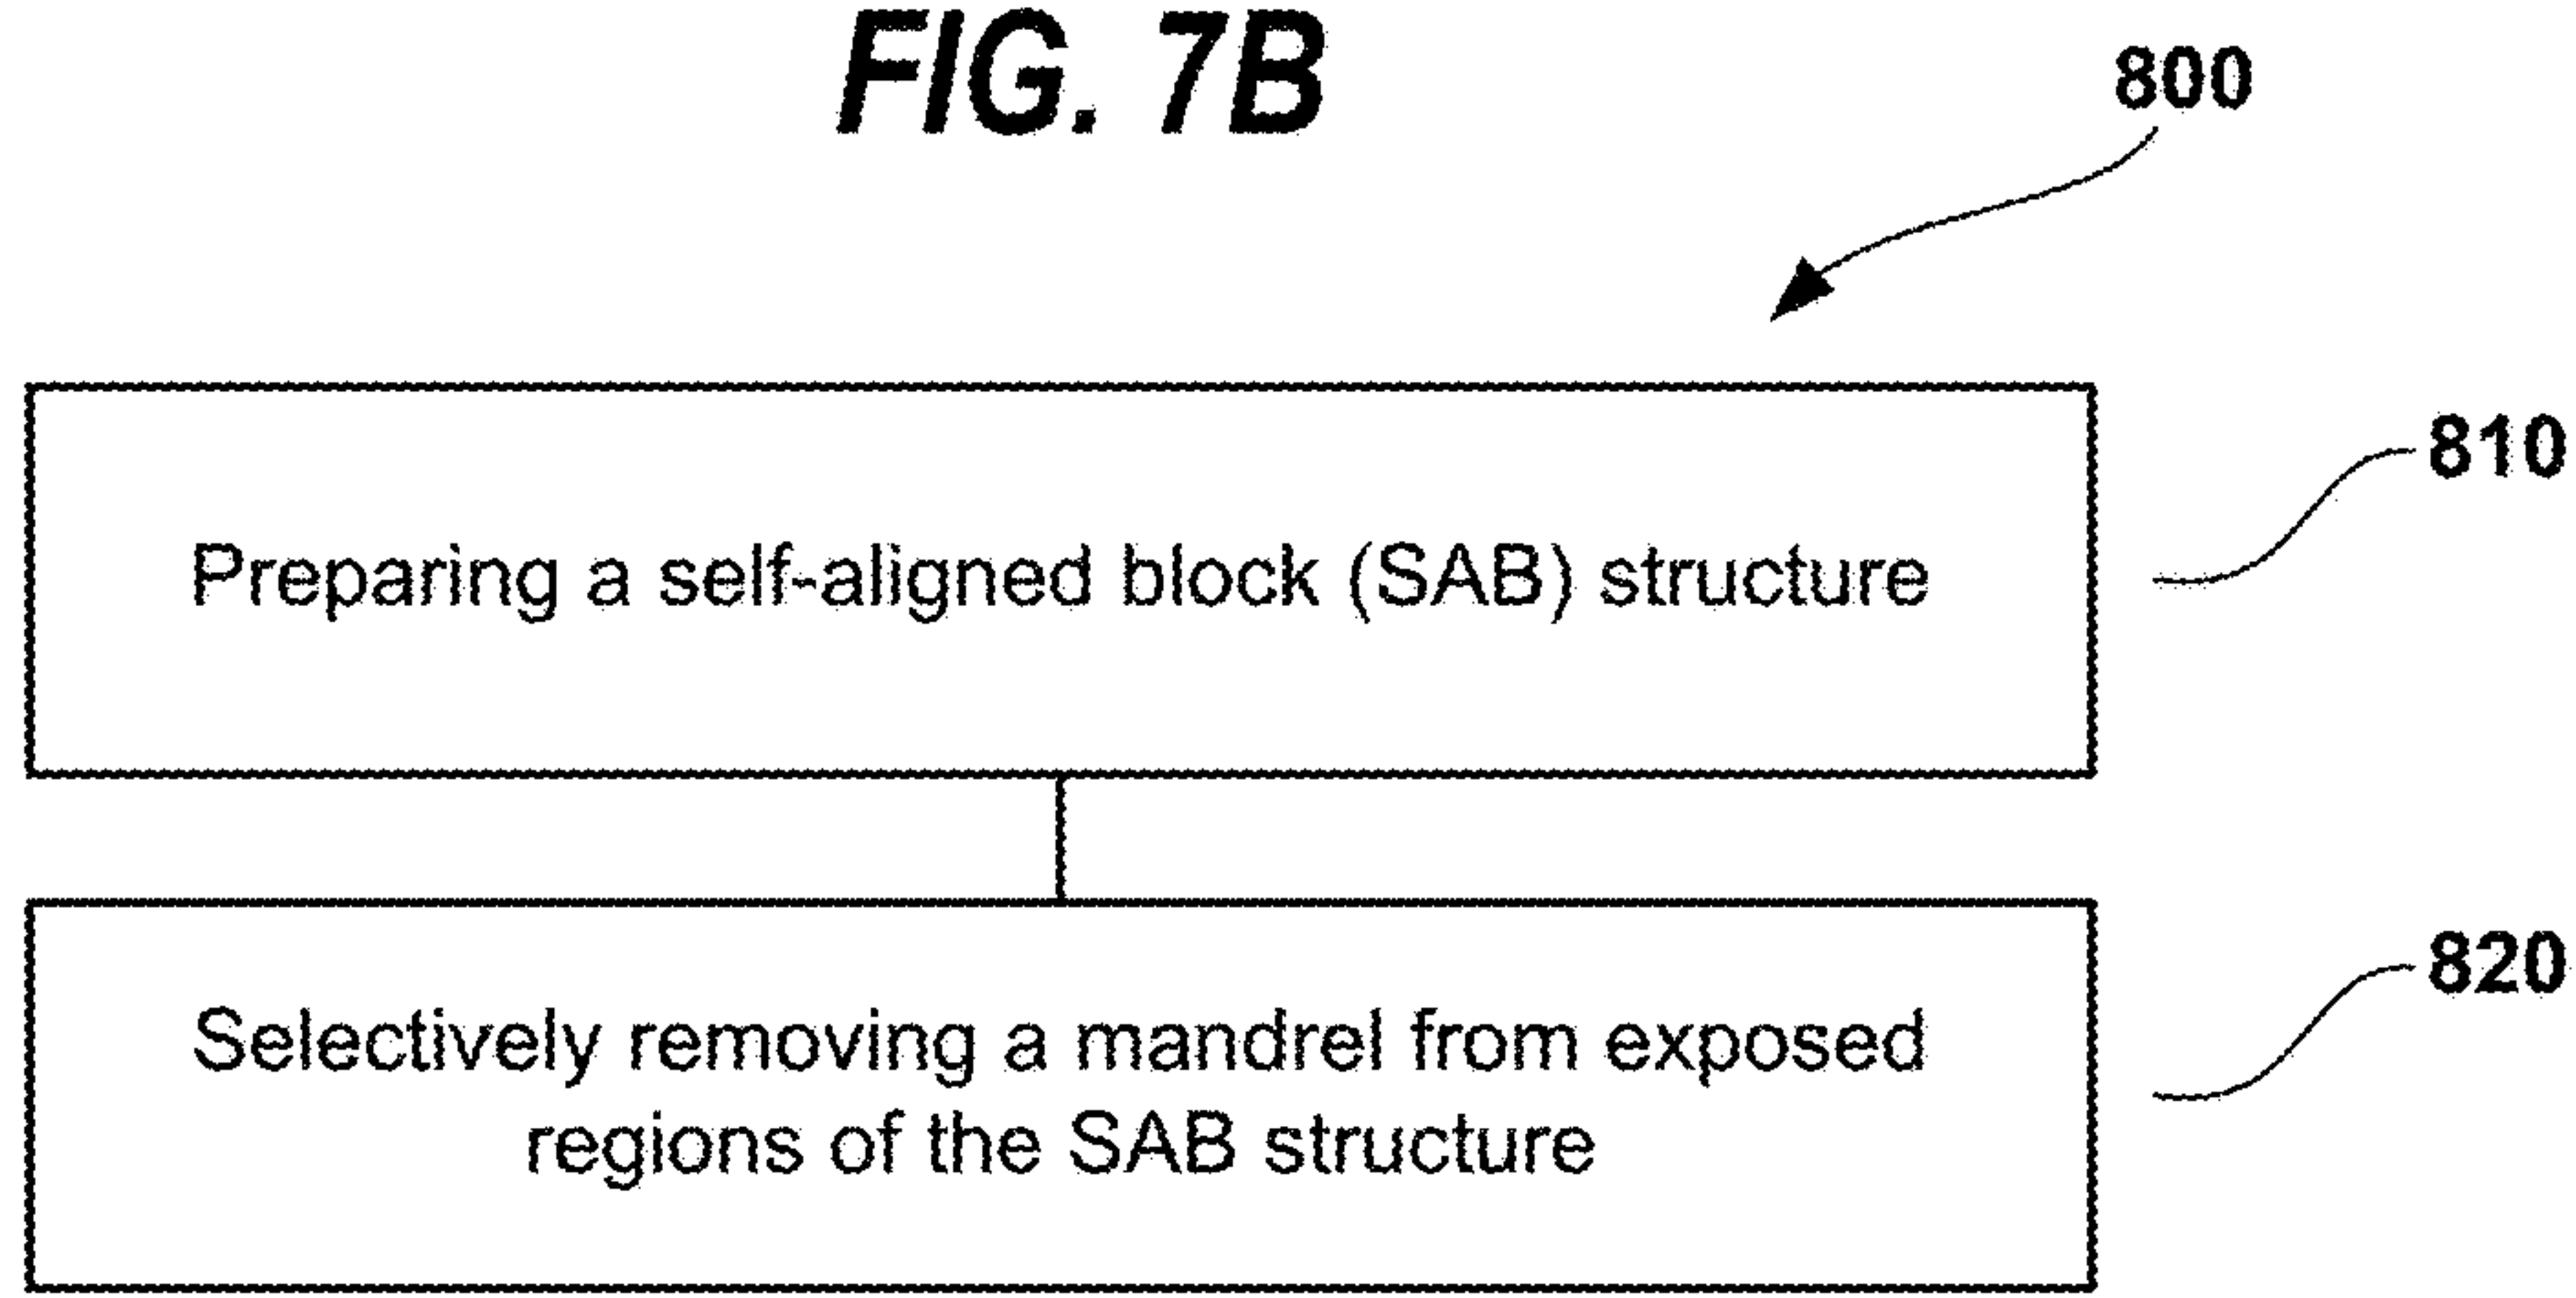 FIG. 7B
800
Preparing a self-aligned block (SAB) structure
810
Selectively removing a mandrel from exposed
regions of the SAB structure
820